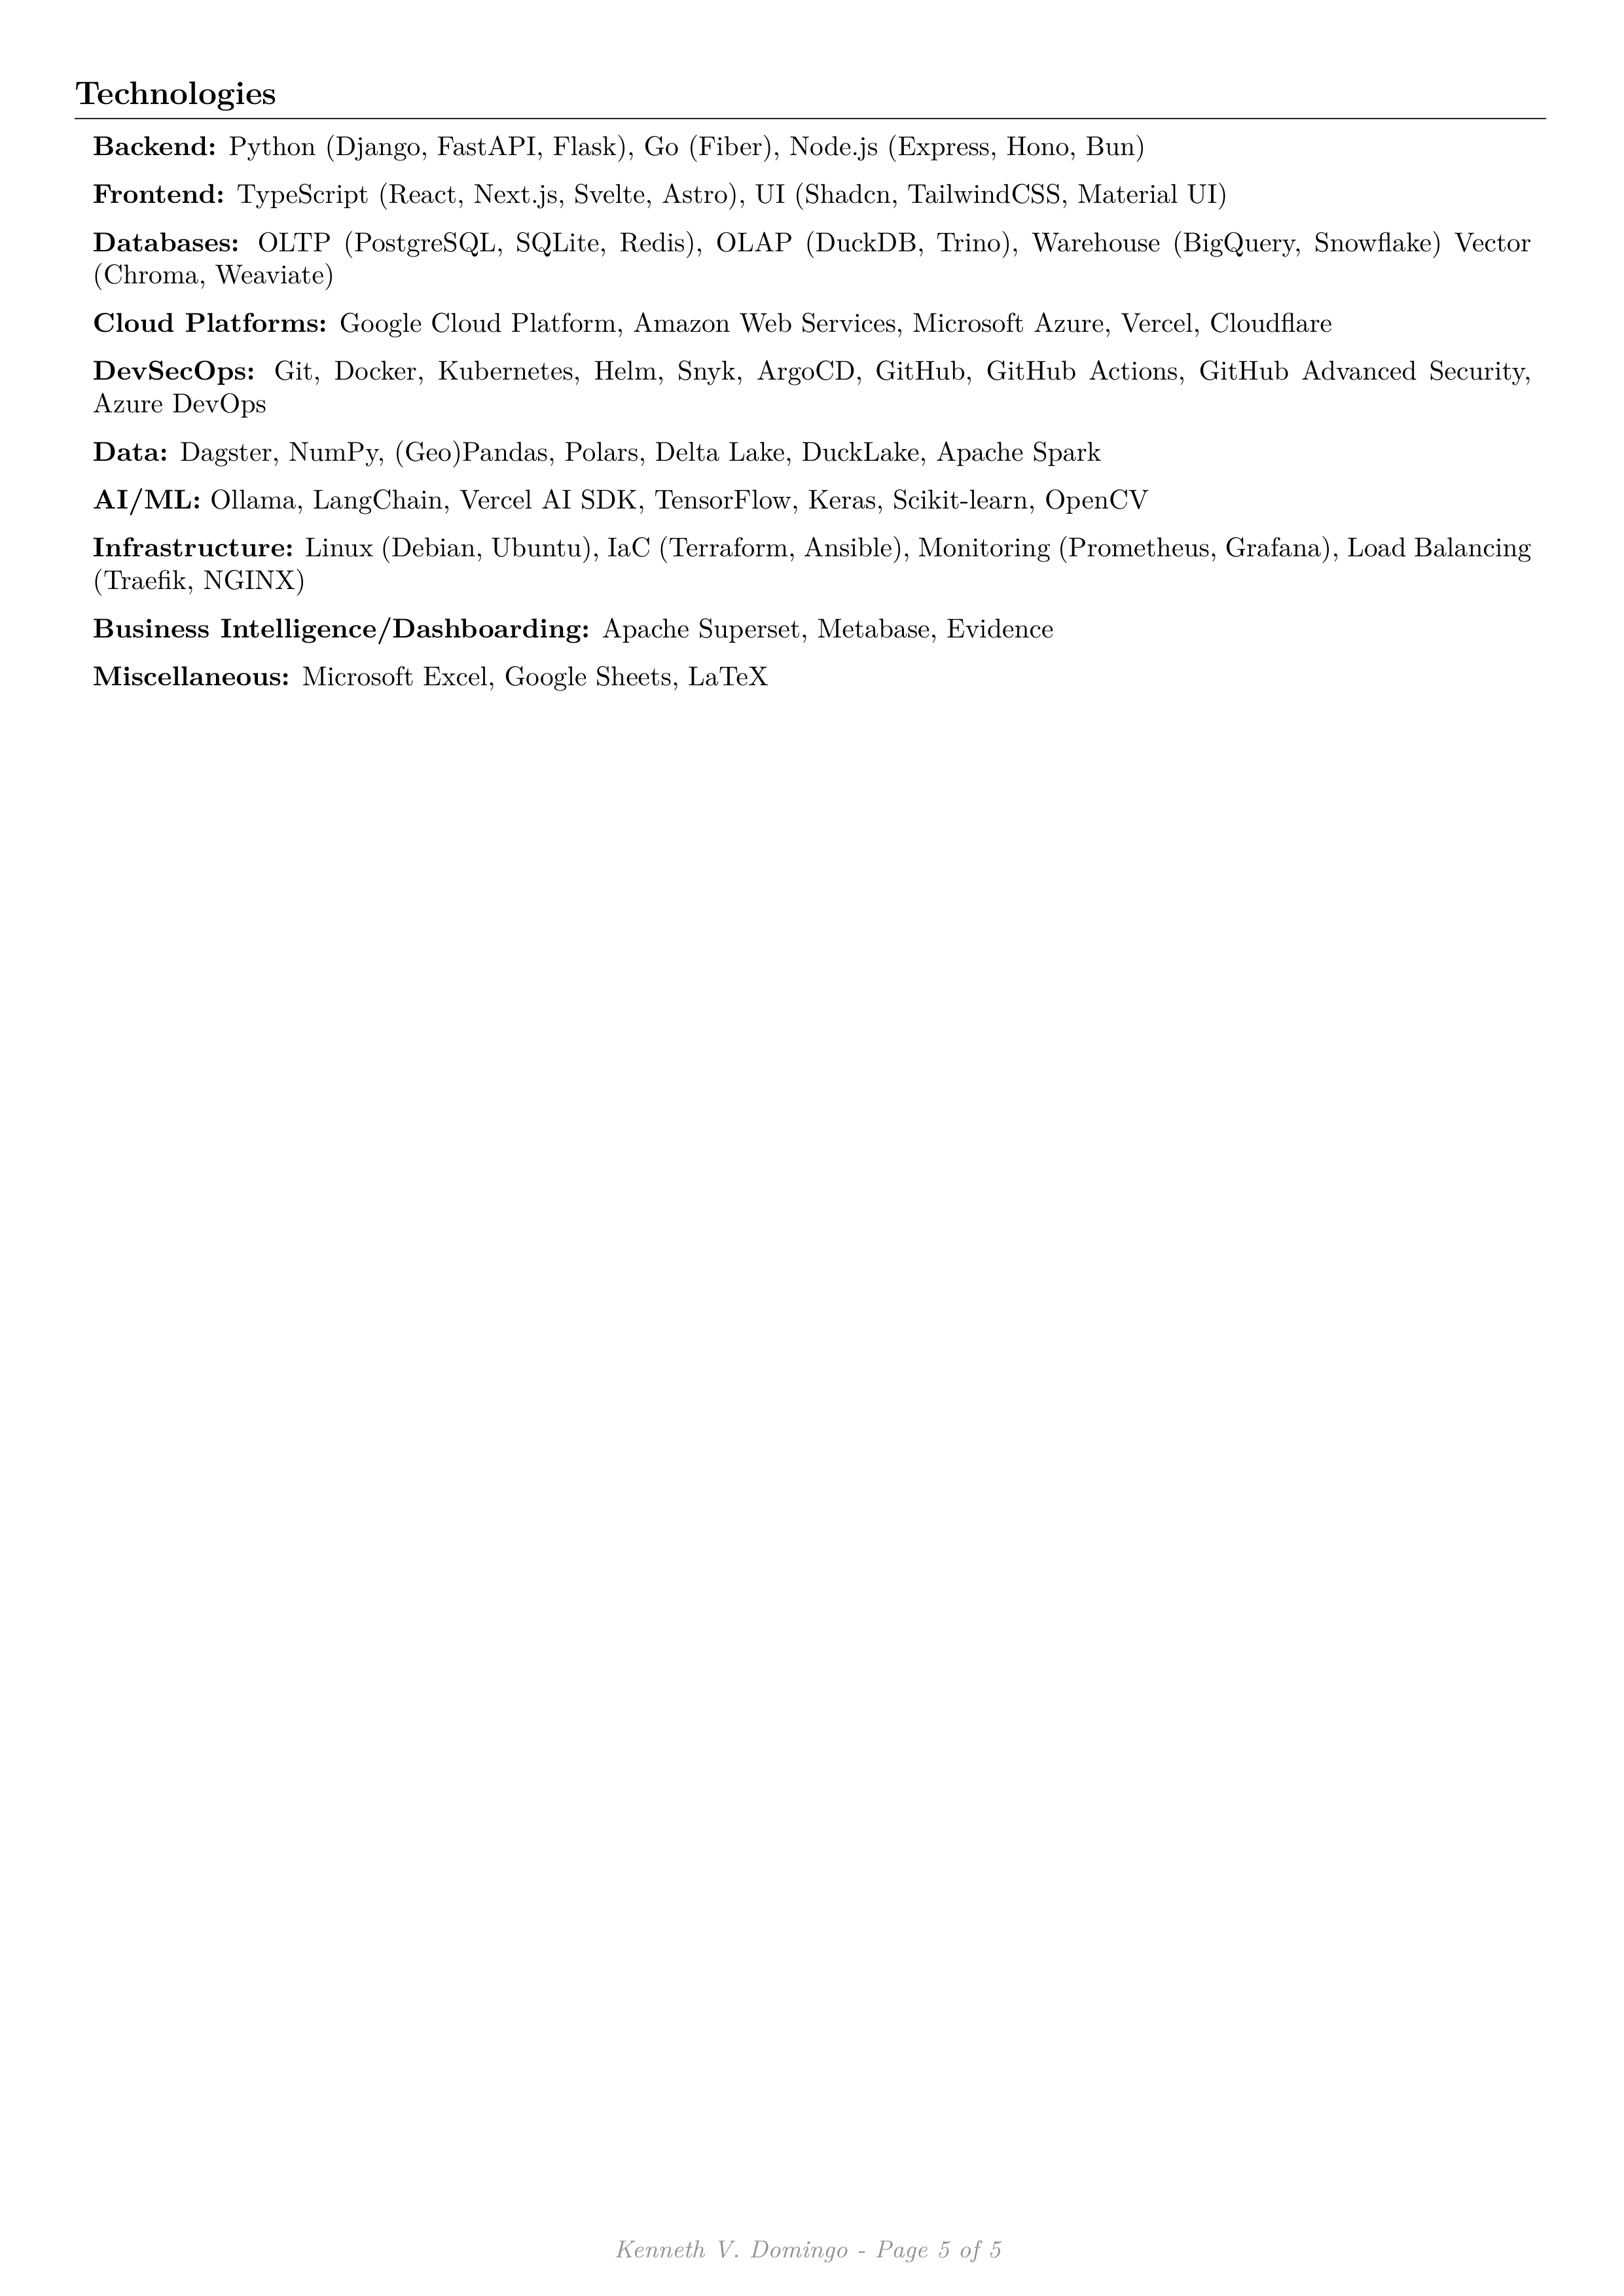 Technologies
Backend: Python (Django, FastAPI, Flask), Go (Fiber), Node.js (Express, Hono, Bun)
Frontend: TypeScript (React, Next.js, Svelte, Astro), UI (Shadcn, TailwindCSS, Material UI)
Databases: OLTP (PostgreSQL, SQLite, Redis), OLAP (DuckDB, Trino), Warehouse (BigQuery, Snowflake) Vector
(Chroma, Weaviate)
Cloud Platforms: Google Cloud Platform, Amazon Web Services, Microsoft Azure, Vercel, Cloudflare
DevSecOps: Git, Docker, Kubernetes, Helm, Snyk, ArgoCD, GitHub, GitHub Actions, GitHub Advanced Security,
Azure DevOps
Data: Dagster, NumPy, (Geo)Pandas, Polars, Delta Lake, DuckLake, Apache Spark
AI/ML: Ollama, LangChain, Vercel AI SDK, TensorFlow, Keras, Scikit-learn, OpenCV
Infrastructure: Linux (Debian, Ubuntu), IaC (Terraform, Ansible), Monitoring (Prometheus, Grafana), Load Balancing
(Traefik, NGINX)
Business Intelligence/Dashboarding: Apache Superset, Metabase, Evidence
Miscellaneous: Microsoft Excel, Google Sheets, LaTeX
Kenneth V. Domingo - Page 5 of 5